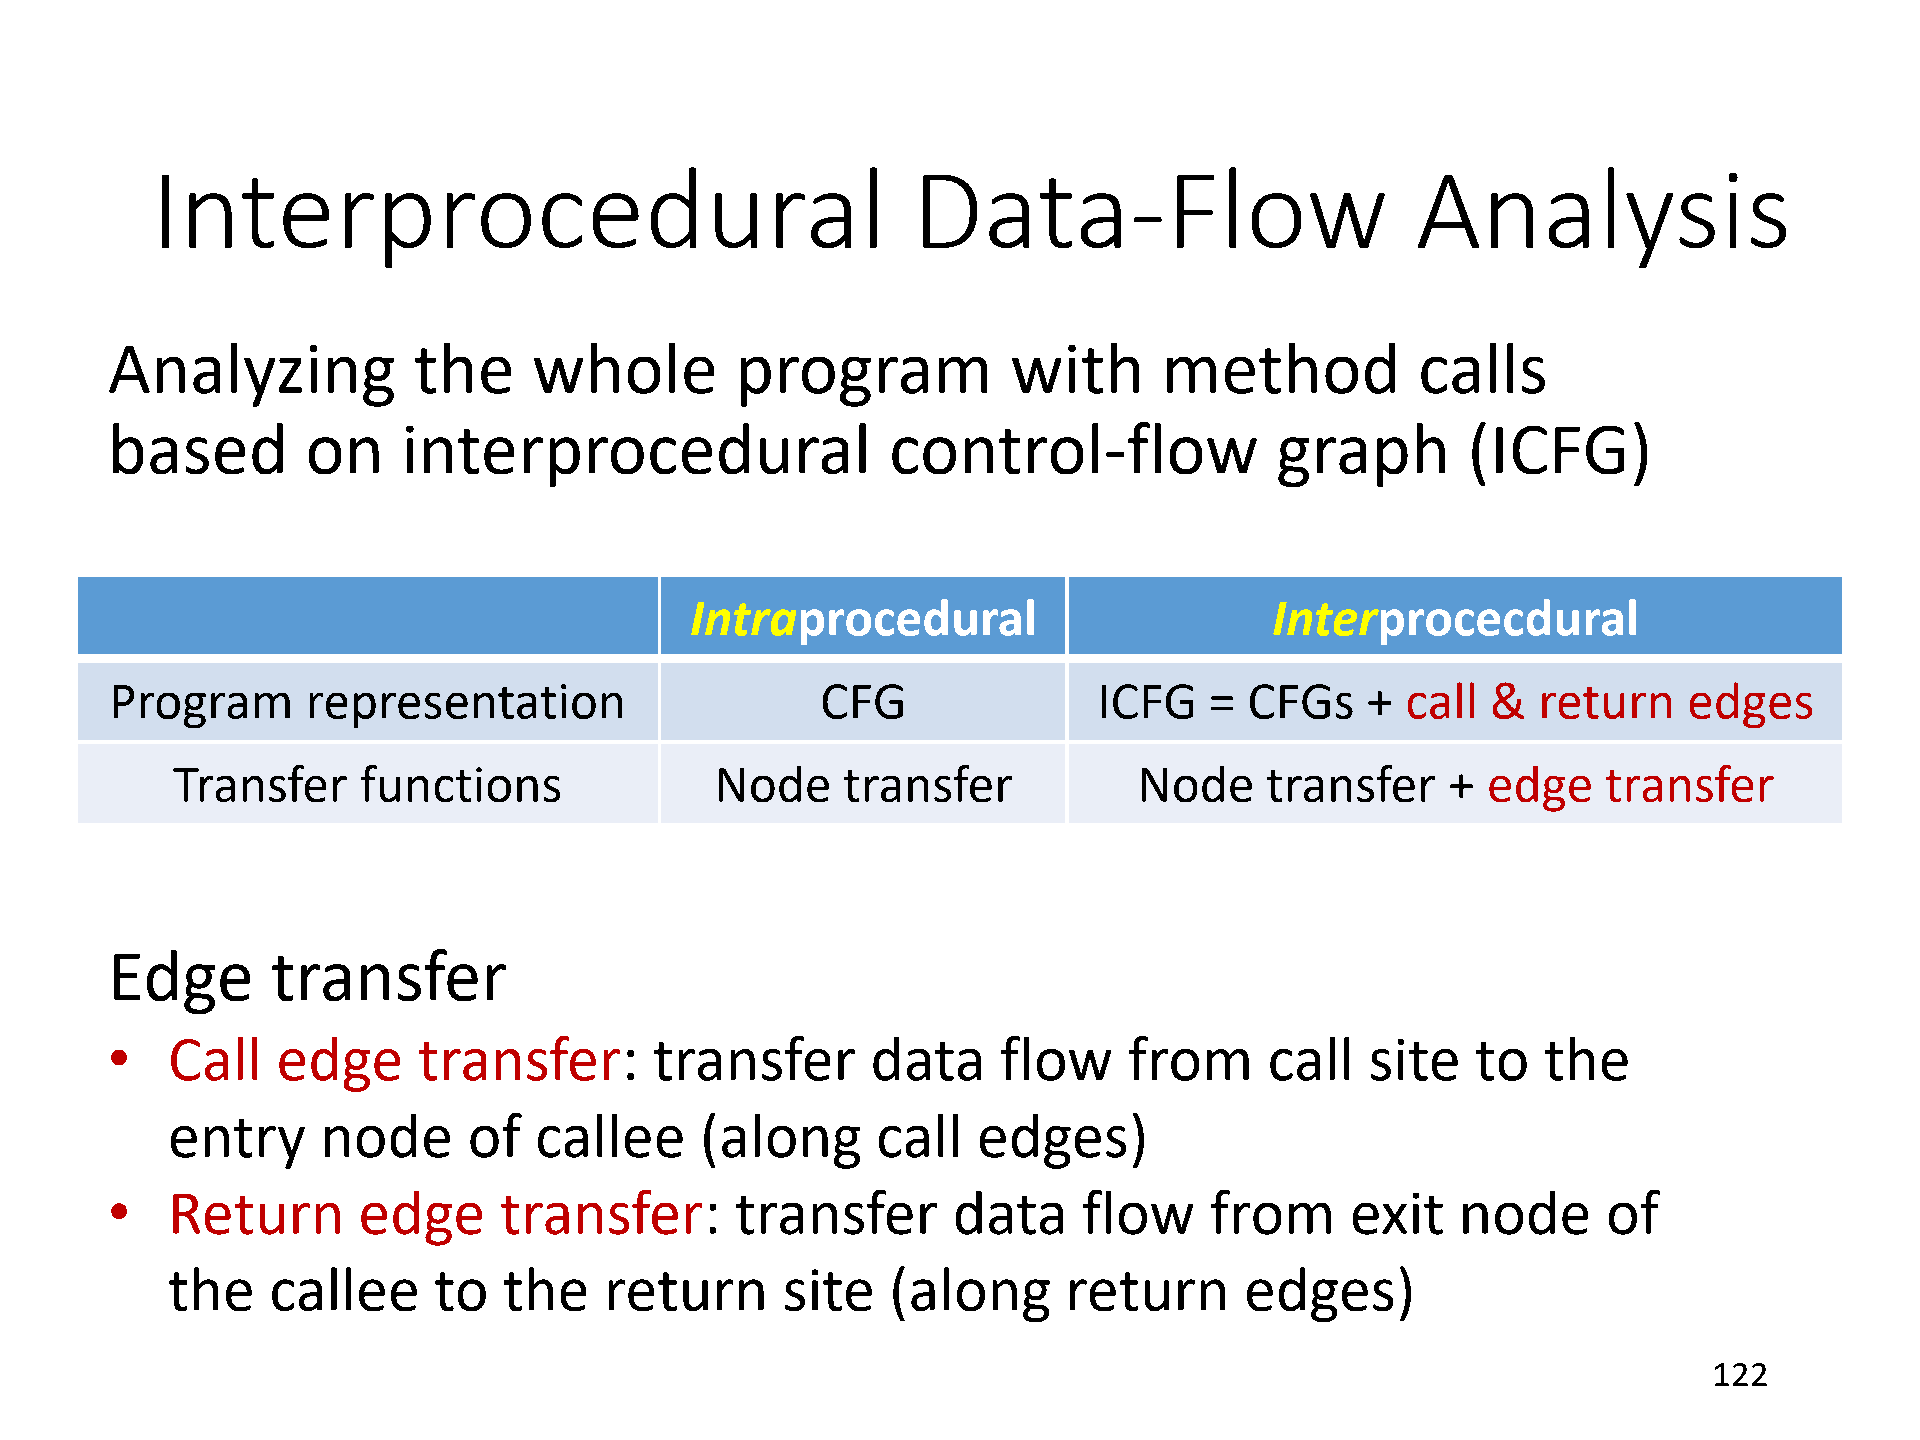 Interprocedural Data-Flow Analysis
Analyzing the whole program with method calls
based on interprocedural control-flow graph (ICFG)
Intraprocedural Interprocecdural
Program representation CFG ICFG = CFGs + call & return edges
Transfer functions Node transfer Node transfer + edge transfer
Edge transfer
• Call edge transfer: transfer data flow from call site to the
entry node of callee (along call edges)
• Return edge transfer: transfer data flow from exit node of
the callee to the return site (along return edges)
122